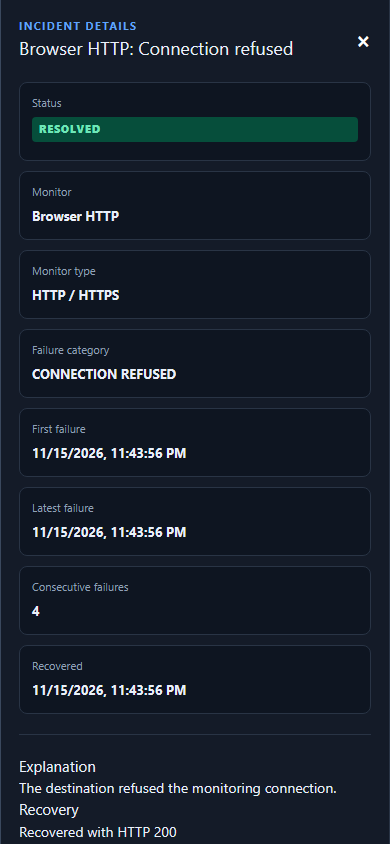 INCIDENT DETAILS
Browser HTTP: Connection refused
×
Status
RESOLVED
Monitor
Browser HTTP
Monitor type
HTTP / HTTPS
Failure category
CONNECTION REFUSED
First failure
11/15/2026, 11:43:56 PM
Latest failure
11/15/2026, 11:43:56 PM
Consecutive failures
4
Recovered
11/15/2026, 11:43:56 PM
Explanation
The destination refused the monitoring connection.
Recovery
Recovered with HTTP 200